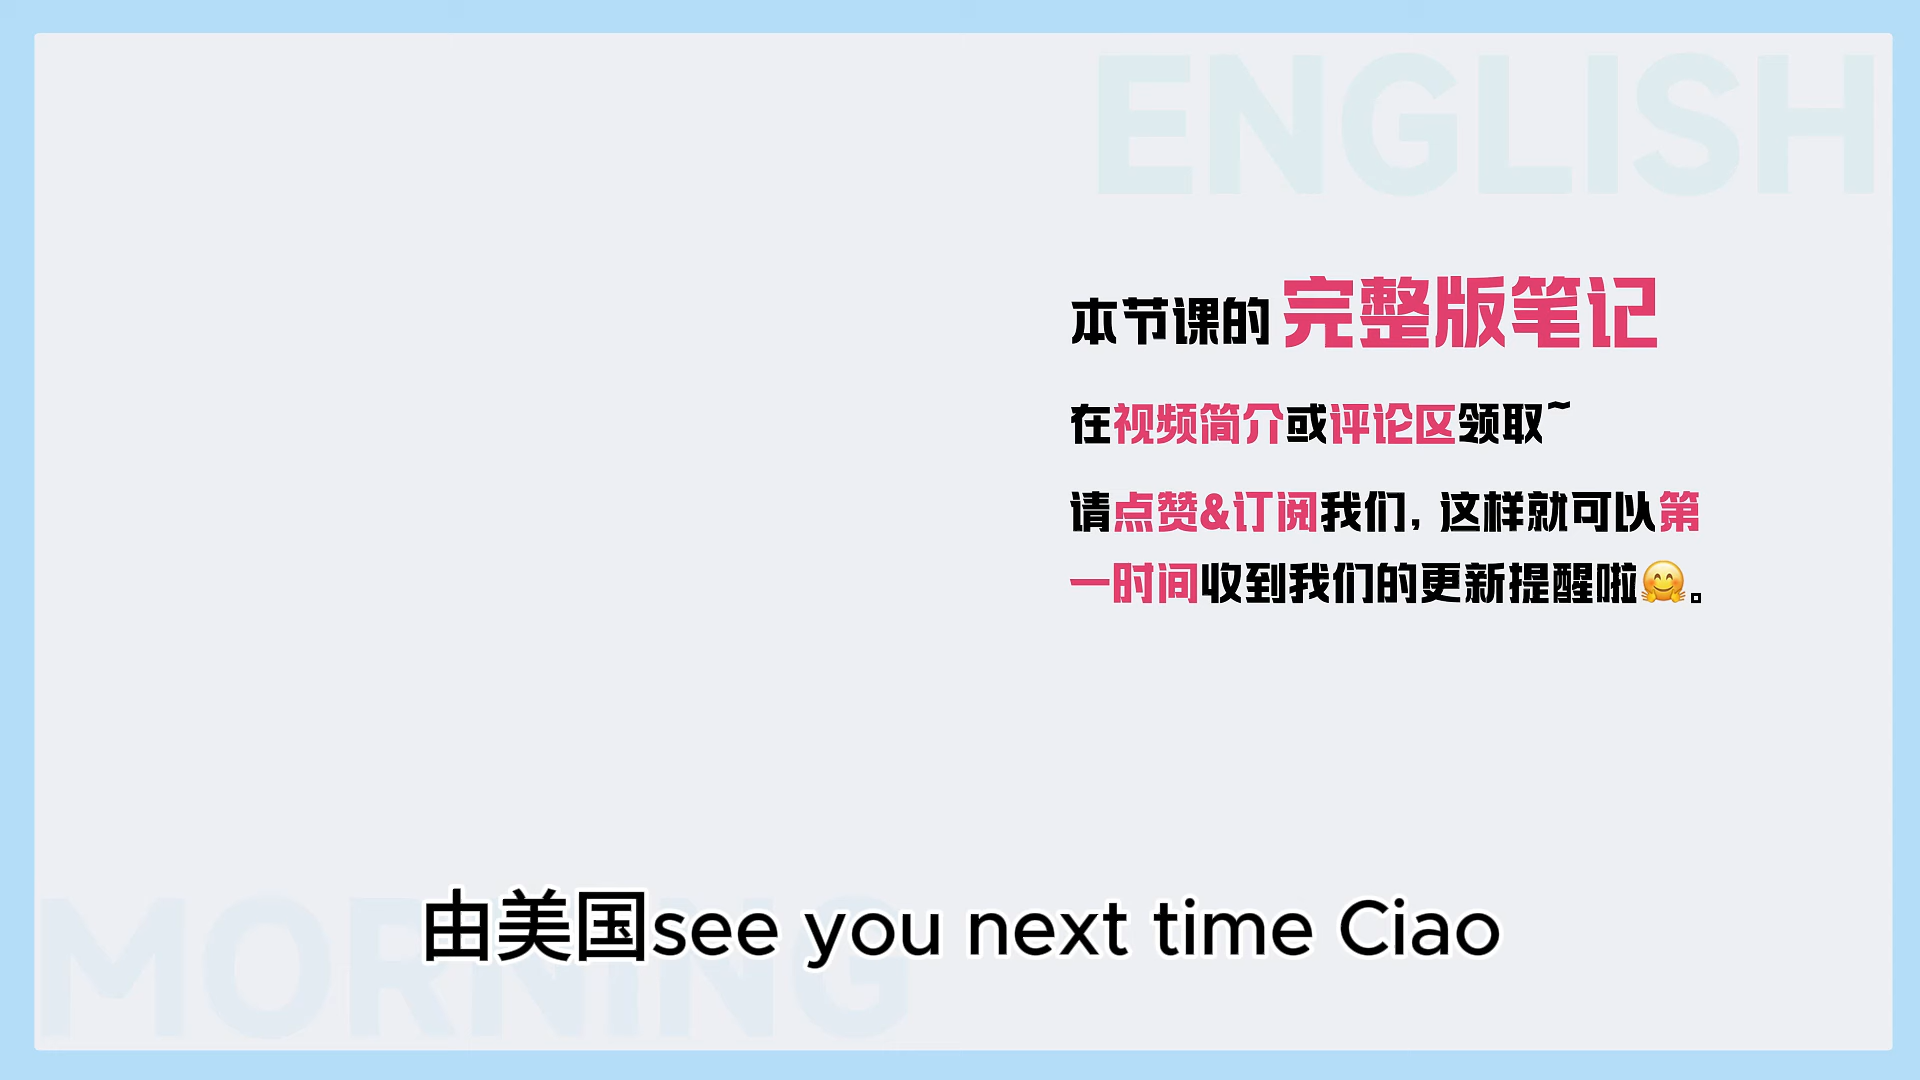 ENGLISH
本节课的 完整版笔记
在视频简介或评论区领取~
请点赞&订阅我们，这样就可以第
一时间收到我们的更新提醒啦🤗。
由美国see you next time Ciao
MORNING